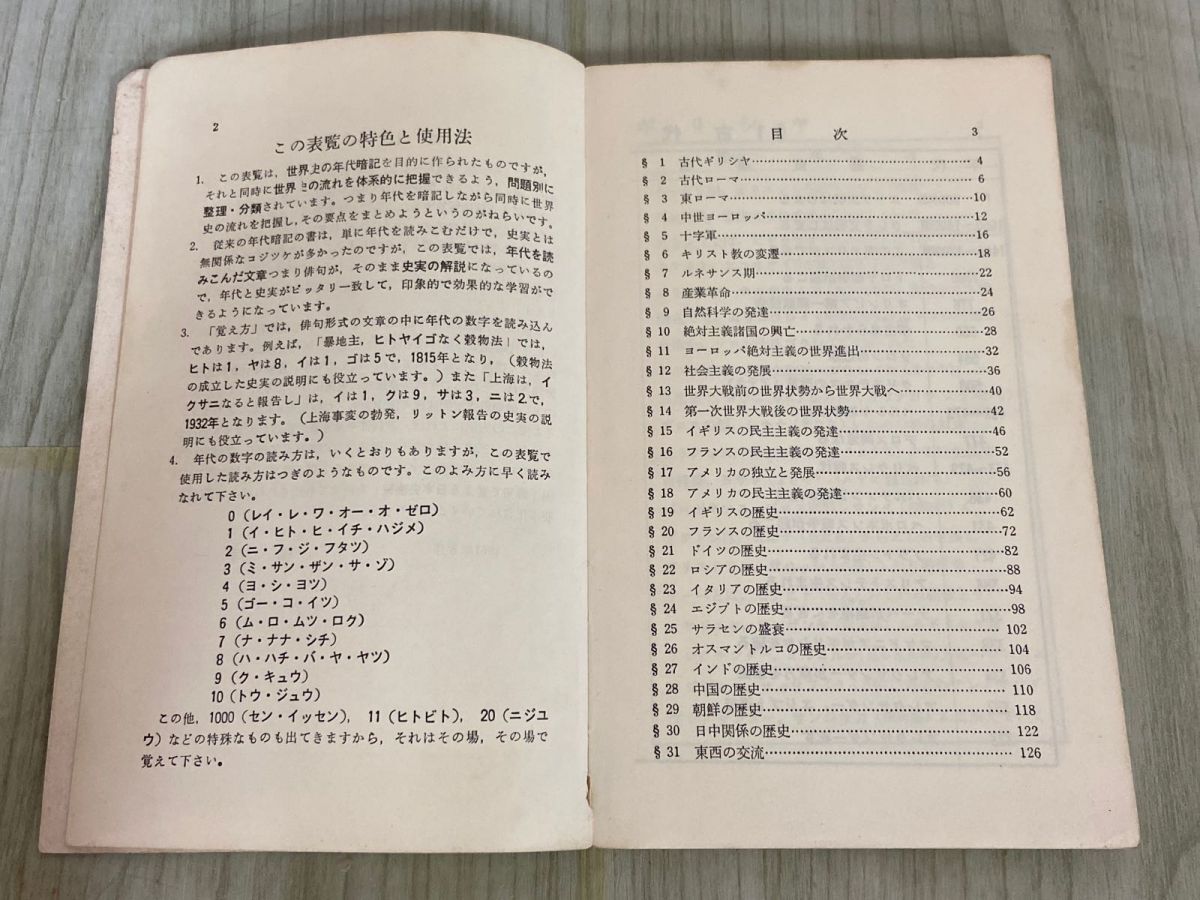 2
この表覧の特色と使用法
1. この表覧は，世界史の年代暗記を目的に作られたものですが，
それと同時に世界史の流れを体系的に把握できるよう，問題別に
整理・分類されています。つまり年代を暗記しながら同時に世界
史の流れを把握し，その要点をまとめようというのがねらいです。
2. 従来の年代暗記の書は，単に年代を読みこむだけで，史実とは
無関係なコジツケが多かったのですが，この表覧では，年代を読
みこんだ文章つまり俳句が，そのまま史実の解説になっているの
で，年代と史実がピッタリ一致して，印象的で効果的な学習がで
きるようになっています。
3. 「覚え方」では，俳句形式の文章の中に年代の数字を読み込ん
であります。例えば，「暴地主，ヒトヤイゴなく穀物法」では，
ヒトは1，ヤは8，イは1，ゴは5で，1815年となり，（穀物法
の成立した史実の説明にも役立っています。）また「上海は，イ
クサニなると報告し」は，イは1，クは9，サは3，ニは2で，
1932年となります。（上海事変の勃発，リットン報告の史実の説
明にも役立っています。）
4. 年代の数字の読み方は，いくとおりもありますが，この表覧で
使用した読み方はつぎのようなものです。このよみ方に早く読み
なれて下さい。
0（レイ・レ・ワ・オー・オ・ゼロ）
1（イ・ヒト・ヒ・イチ・ハジメ）
2（ニ・フ・ジ・フタツ）
3（ミ・サン・ザン・サ・ゾ）
4（ヨ・シ・ヨツ）
5（ゴー・コ・イツ）
6（ム・ロ・ムツ・ロク）
7（ナ・ナナ・シチ）
8（ハ・ハチ・バ・ヤ・ヤツ）
9（ク・キュウ）
10（トウ・ジュウ）
この他，1000（セン・イッセン），11（ヒトビト），20（ニジユ
ウ）などの特殊なものも出てきますから，それはその場，その場で
覚えて下さい。
目 次 3
§ 1 古代ギリシヤ……………4
§ 2 古代ローマ……………6
§ 3 東ローマ……………10
§ 4 中世ヨーロッパ……………12
§ 5 十字軍……………16
§ 6 キリスト教の変遷……………18
§ 7 ルネサンス期……………22
§ 8 産業革命……………24
§ 9 自然科学の発達……………26
§ 10 絶対主義諸国の興亡……………28
§ 11 ヨーロッパ絶対主義の世界進出……………32
§ 12 社会主義の発展……………36
§ 13 世界大戦前の世界状勢から世界大戦へ……………40
§ 14 第一次世界大戦後の世界状勢……………42
§ 15 イギリスの民主主義の発達……………46
§ 16 フランスの民主主義の発達……………52
§ 17 アメリカの独立と発展……………56
§ 18 アメリカの民主主義の発達……………60
§ 19 イギリスの歴史……………62
§ 20 フランスの歴史……………72
§ 21 ドイツの歴史……………82
§ 22 ロシアの歴史……………88
§ 23 イタリアの歴史……………94
§ 24 エジプトの歴史……………98
§ 25 サラセンの盛衰……………102
§ 26 オスマントルコの歴史……………104
§ 27 インドの歴史……………106
§ 28 中国の歴史……………110
§ 29 朝鮮の歴史……………118
§ 30 日中関係の歴史……………122
§ 31 東西の交流……………126